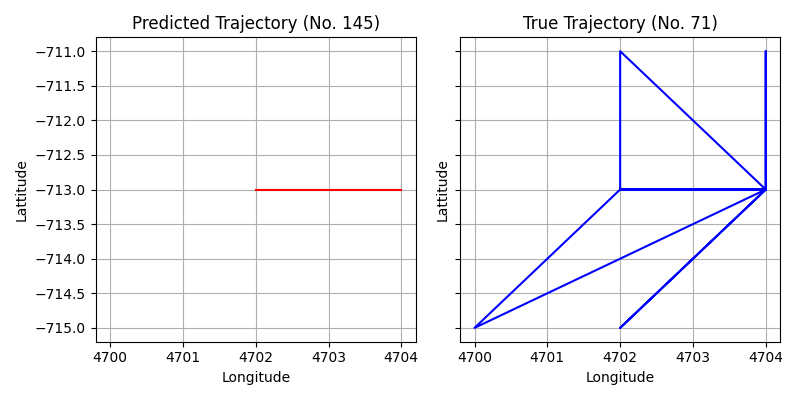 Predicted Trajectory (No. 145)
Lattitude
−711.0
−711.5
−712.0
−712.5
−713.0
−713.5
−714.0
−714.5
−715.0
4700 4701 4702 4703 4704
Longitude
True Trajectory (No. 71)
Lattitude
4700 4701 4702 4703 4704
Longitude